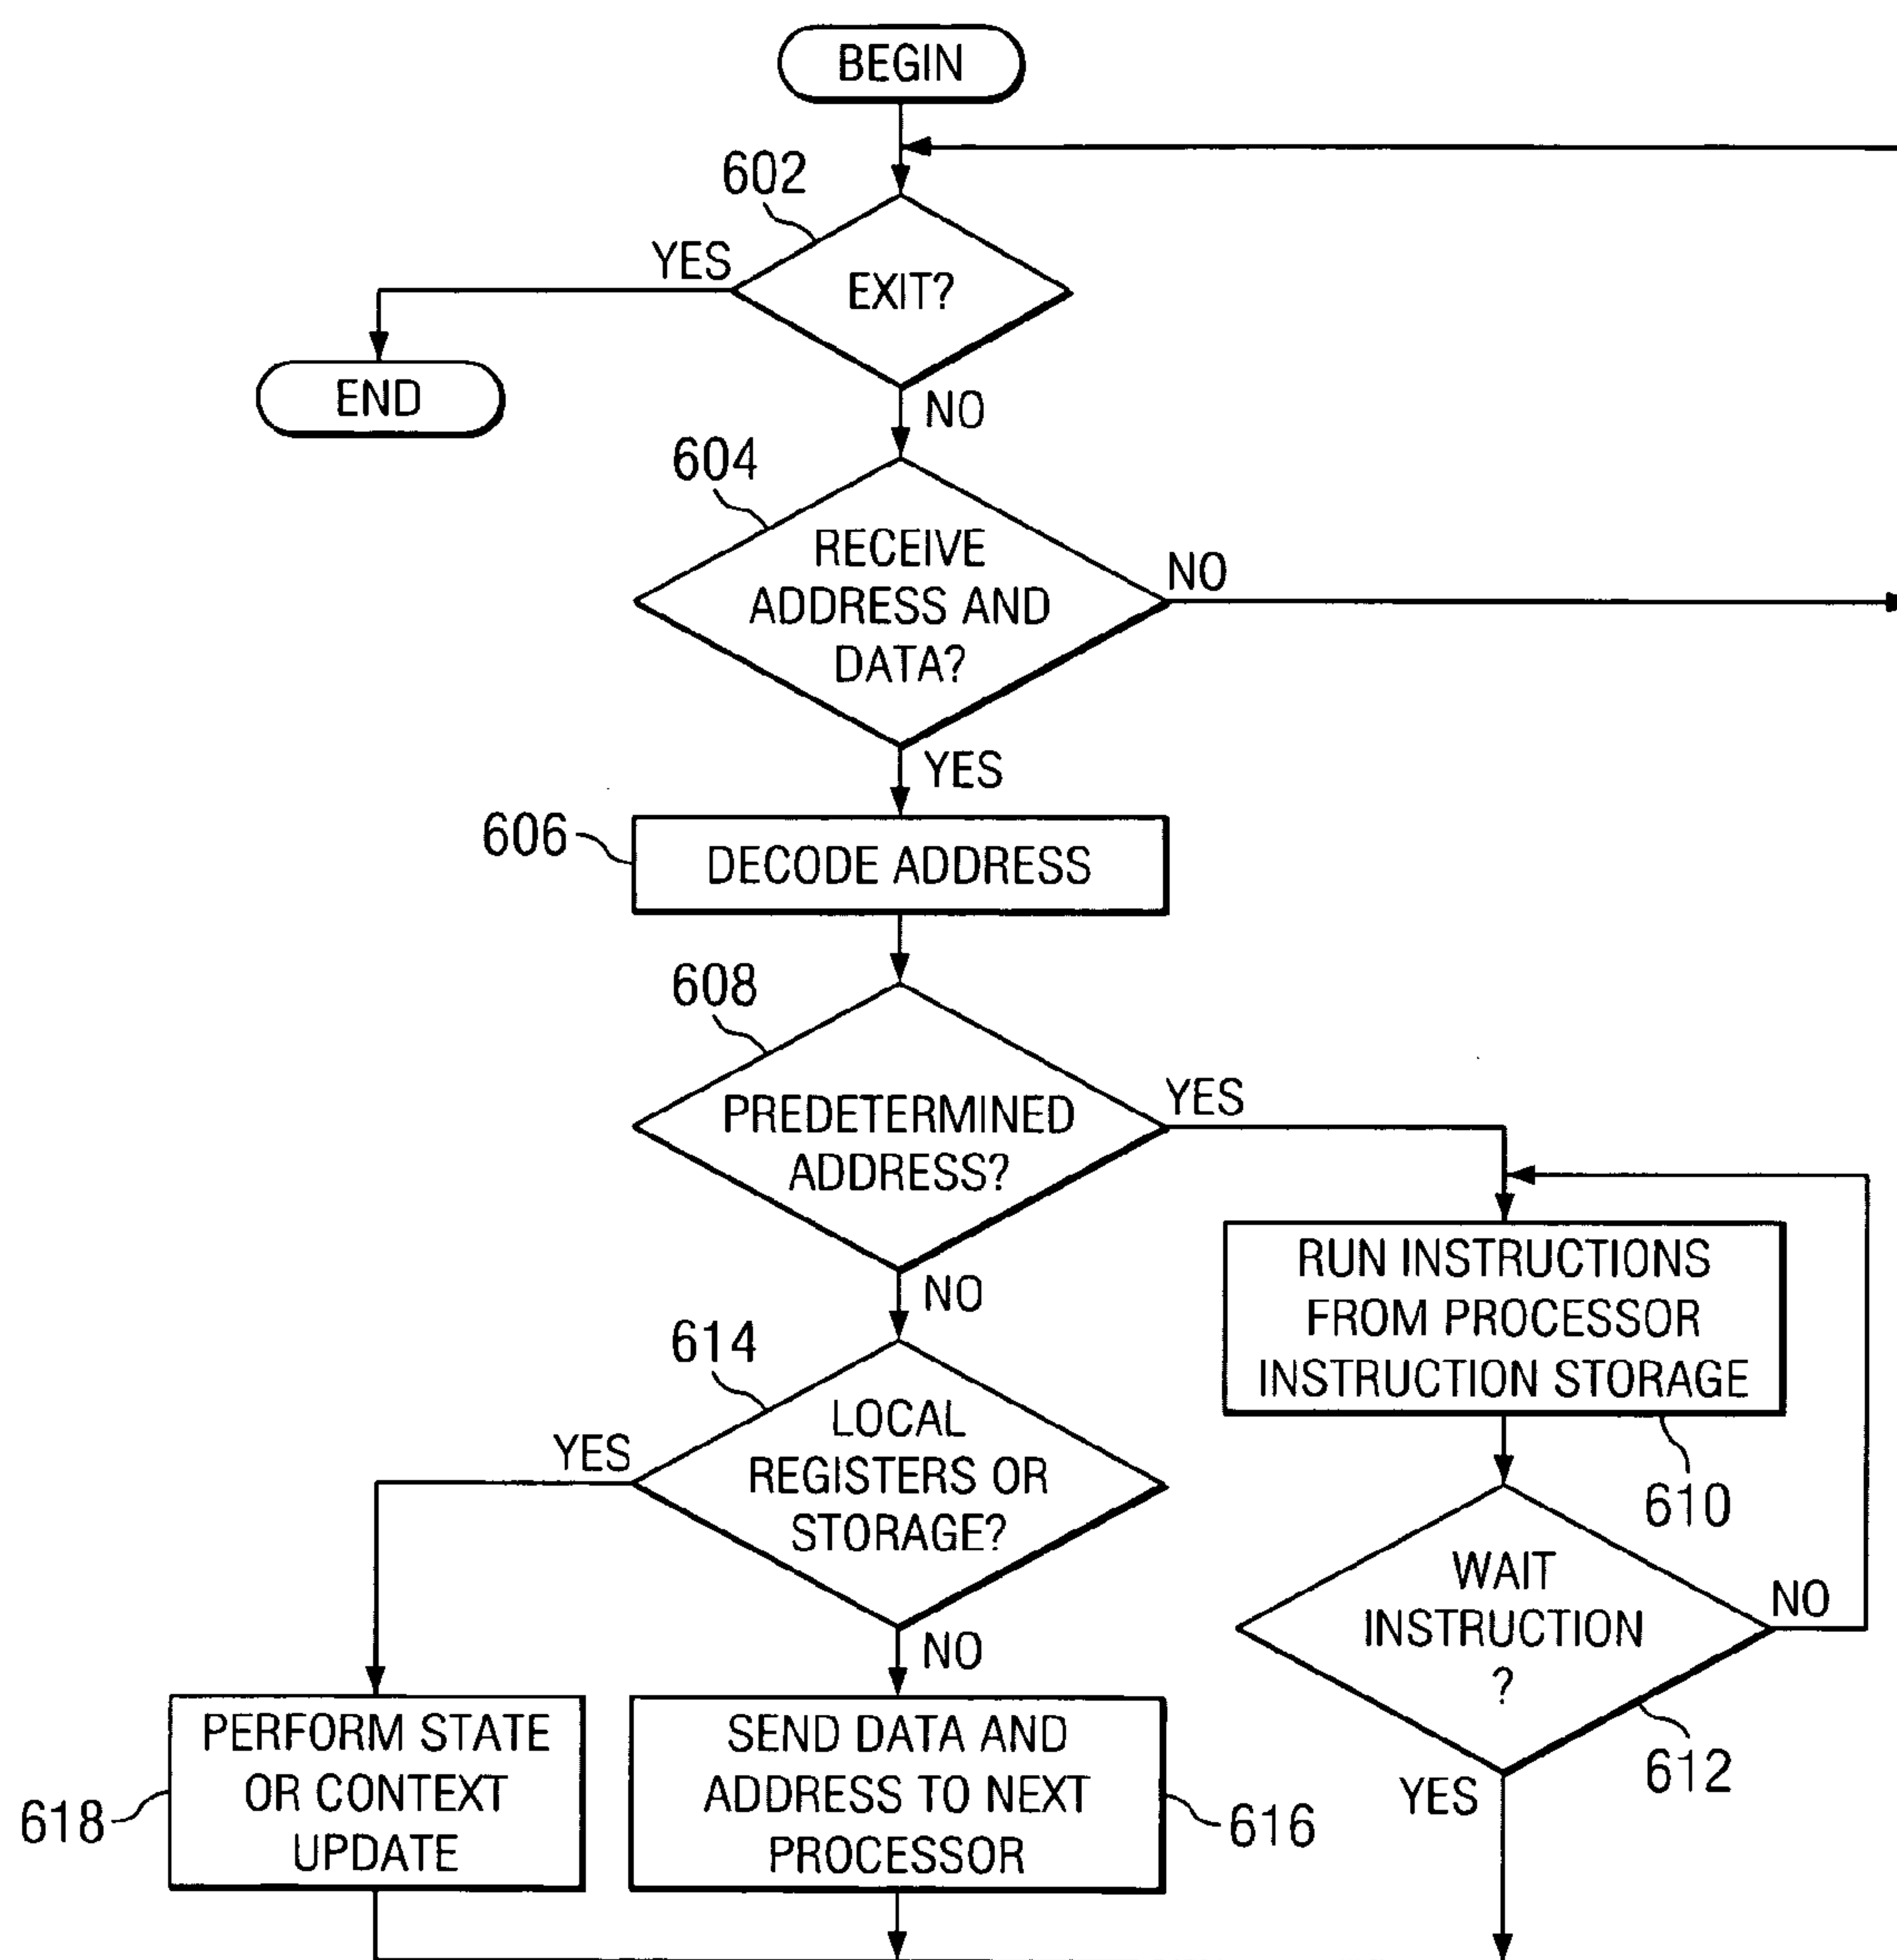 BEGIN
602
YES
EXIT?
END
NO
604
RECEIVE
ADDRESS AND
DATA?
NO
YES
606
DECODE ADDRESS
608
PREDETERMINED
ADDRESS?
YES
NO
RUN INSTRUCTIONS
FROM PROCESSOR
INSTRUCTION STORAGE
610
614
LOCAL
REGISTERS OR
STORAGE?
YES
NO
WAIT
INSTRUCTION
?
NO
612
YES
PERFORM STATE
OR CONTEXT
UPDATE
618
SEND DATA AND
ADDRESS TO NEXT
PROCESSOR
616